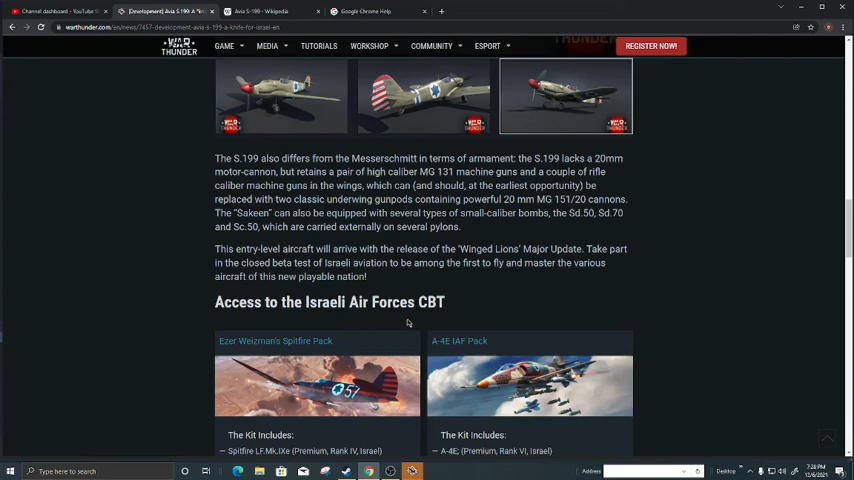 Channel dashboard - YouTube St
[Development] Avia S.199: A "kn
Avia S-199 - Wikipedia
Google Chrome Help
warthunder.com/en/news/7457-development-avia-s-199-a-knife-for-israel-en
WAR THUNDER
GAME
MEDIA
TUTORIALS
WORKSHOP
COMMUNITY
ESPORT
REGISTER NOW!
The S.199 also differs from the Messerschmitt in terms of armament: the S.199 lacks a 20mm
motor-cannon, but retains a pair of high caliber MG 131 machine guns and a couple of rifle
caliber machine guns in the wings, which can (and should, at the earliest opportunity) be
replaced with two classic underwing gunpods containing powerful 20 mm MG 151/20 cannons.
The "Sakeen" can also be equipped with several types of small-caliber bombs, the Sd.50, Sd.70
and Sc.50, which are carried externally on several pylons.
This entry-level aircraft will arrive with the release of the 'Winged Lions' Major Update. Take part
in the closed beta test of Israeli aviation to be among the first to fly and master the various
aircraft of this new playable nation!
Access to the Israeli Air Forces CBT
Ezer Weizman's Spitfire Pack
A-4E IAF Pack
57
The Kit Includes:
The Kit Includes:
— Spitfire LF.Mk.IXe (Premium, Rank IV, Israel)
— A-4E; (Premium, Rank VI, Israel)
Type here to search
Address
Desktop
7:28 PM
12/6/2021